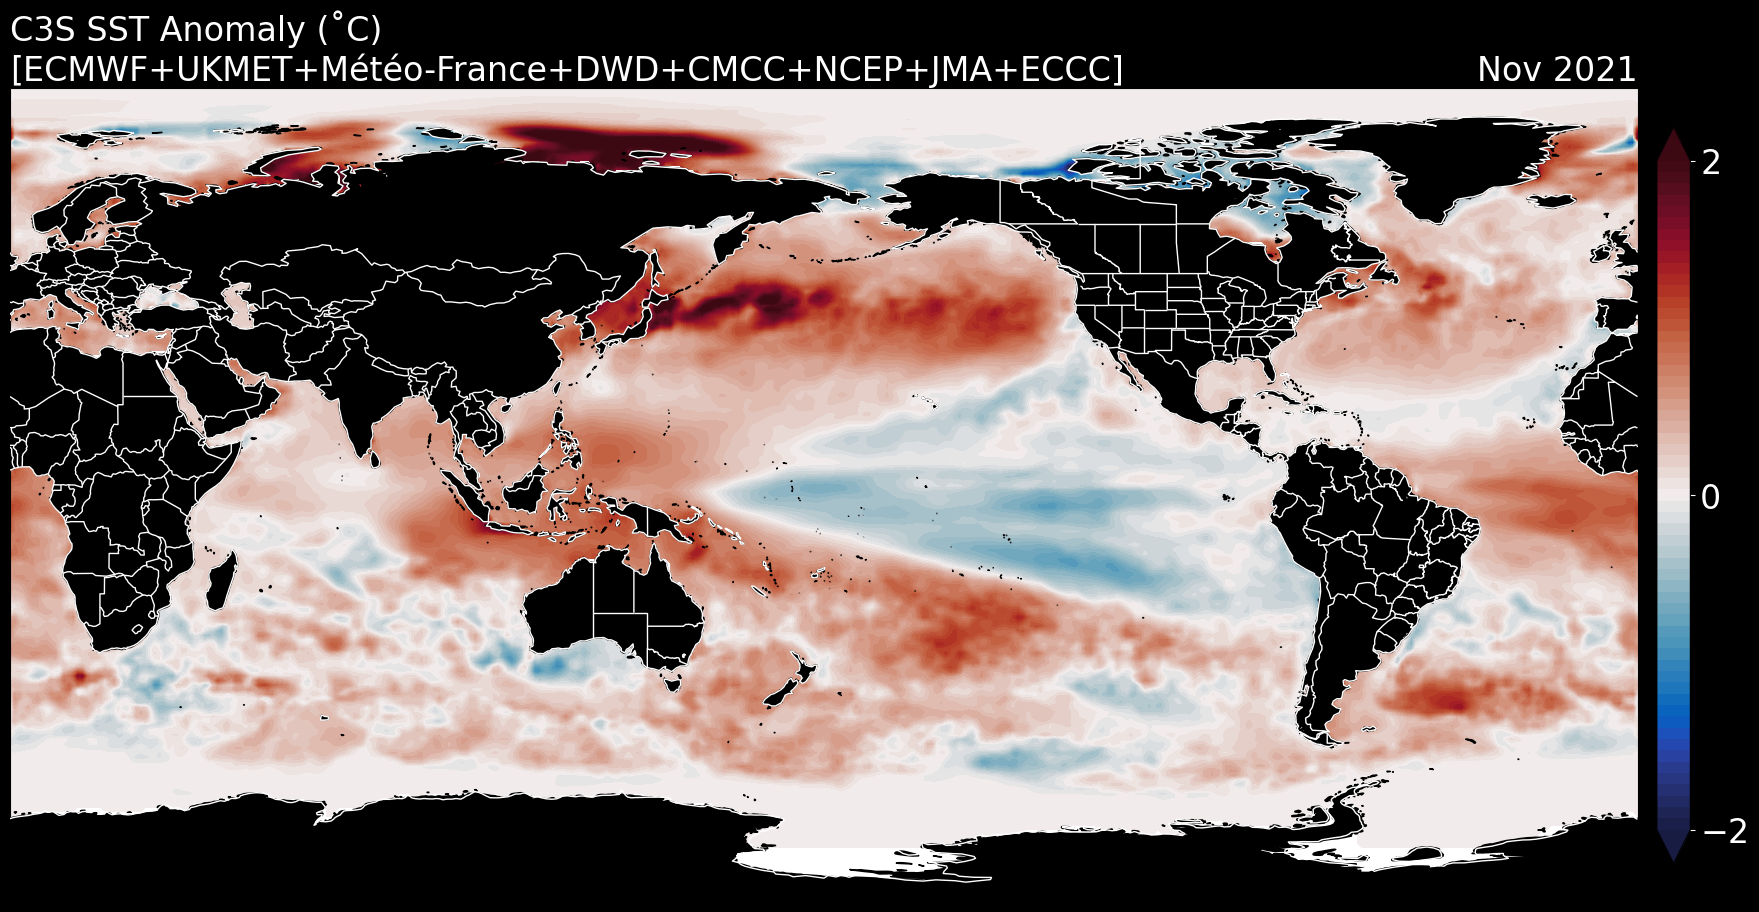 C3S SST Anomaly (˚C)
[ECMWF+UKMET+Météo-France+DWD+CMCC+NCEP+JMA+ECCC]
Nov 2021
2
0
−2